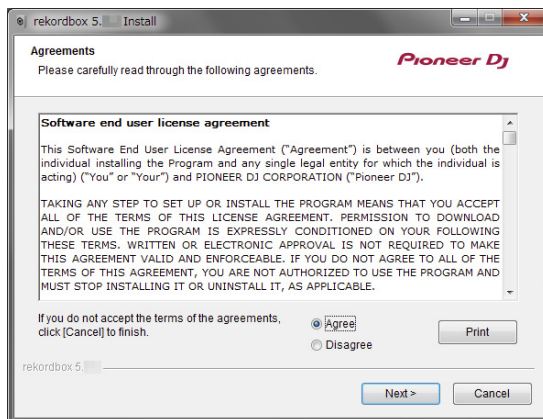 rekordbox 5. Install
Agreements
Please carefully read through the following agreements.
Pioneer Dj
Software end user license agreement
This Software End User License Agreement (“Agreement”) is between you (both the
individual installing the Program and any single legal entity for which the individual is
acting) (“You” or “Your”) and PIONEER DJ CORPORATION (“Pioneer DJ”).
TAKING ANY STEP TO SET UP OR INSTALL THE PROGRAM MEANS THAT YOU ACCEPT
ALL OF THE TERMS OF THIS LICENSE AGREEMENT. PERMISSION TO DOWNLOAD
AND/OR USE THE PROGRAM IS EXPRESSLY CONDITIONED ON YOUR FOLLOWING
THESE TERMS. WRITTEN OR ELECTRONIC APPROVAL IS NOT REQUIRED TO MAKE
THIS AGREEMENT VALID AND ENFORCEABLE. IF YOU DO NOT AGREE TO ALL OF THE
TERMS OF THIS AGREEMENT, YOU ARE NOT AUTHORIZED TO USE THE PROGRAM AND
MUST STOP INSTALLING IT OR UNINSTALL IT, AS APPLICABLE.
If you do not accept the terms of the agreements,
click [Cancel] to finish.
Agree
Disagree
Print
rekordbox 5.
Next >
Cancel